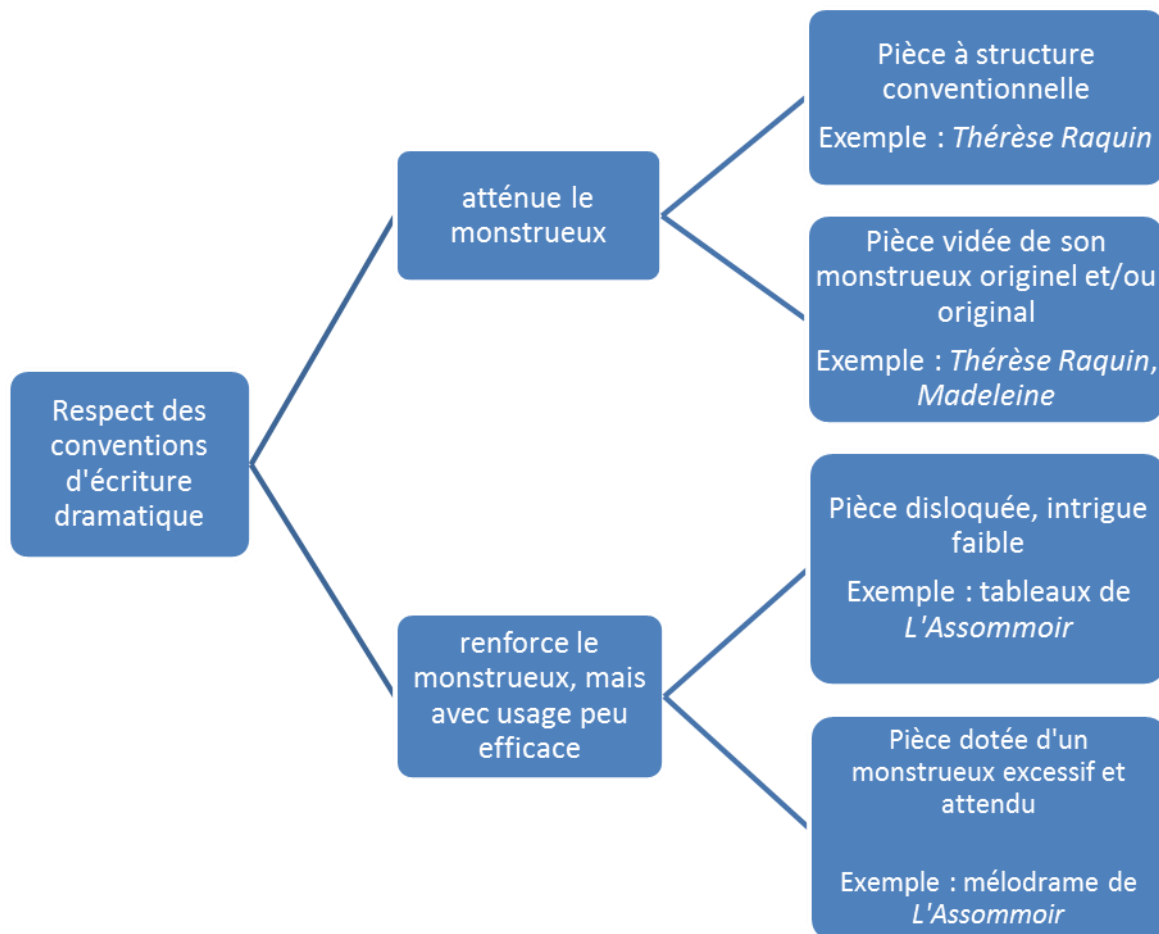 Respect des
conventions
d'écriture
dramatique
atténue le
monstrueux
Pièce à structure
conventionnelle
Exemple : Thérèse Raquin
Pièce vidée de son
monstrueux originel et/ou
original
Exemple : Thérèse Raquin,
Madeleine
renforce le
monstrueux, mais
avec usage peu
efficace
Pièce disloquée, intrigue
faible
Exemple : tableaux de
L'Assommoir
Pièce dotée d'un
monstrueux excessif et
attendu
Exemple : mélodrame de
L'Assommoir